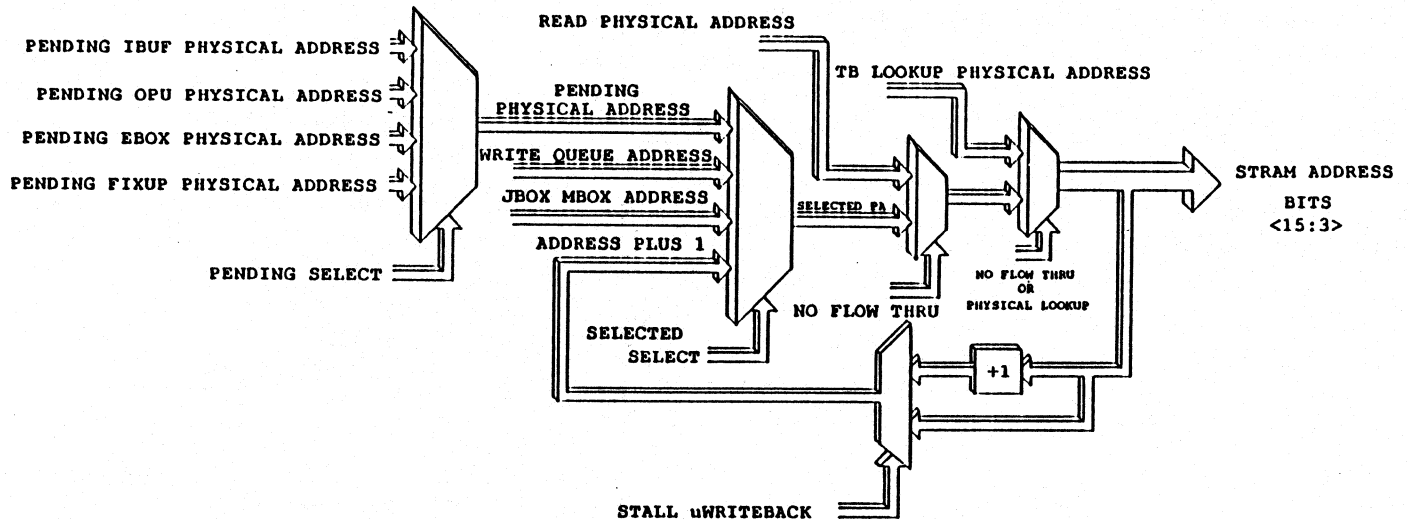 READ PHYSICAL ADDRESS
PENDING IBUF PHYSICAL ADDRESS
TB LOOKUP PHYSICAL ADDRESS
PENDING OPU PHYSICAL ADDRESS
PENDING
PHYSICAL ADDRESS
PENDING EBOX PHYSICAL ADDRESS
WRITE QUEUE ADDRESS
PENDING FIXUP PHYSICAL ADDRESS
JBOX MBOX ADDRESS
SELECTED PA
STRAM ADDRESS
BITS
<15:3>
ADDRESS PLUS 1
PENDING SELECT
NO FLOW THRU
OR
PHYSICAL LOOKUP
NO FLOW THRU
SELECTED
SELECT
+1
STALL uWRITEBACK